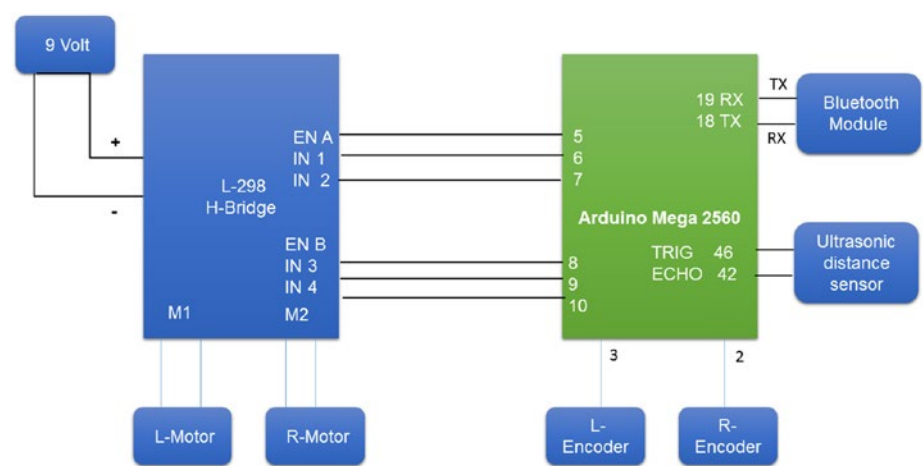 9 Volt
+
-
L-298
H-Bridge
EN A
IN 1
IN 2
EN B
IN 3
IN 4
M1
M2
L-Motor
R-Motor
5
6
7
8
9
10
Arduino Mega 2560
19 RX
18 TX
TX
RX
Bluetooth
Module
TRIG 46
ECHO 42
Ultrasonic
distance
sensor
3
2
L-
Encoder
R-
Encoder